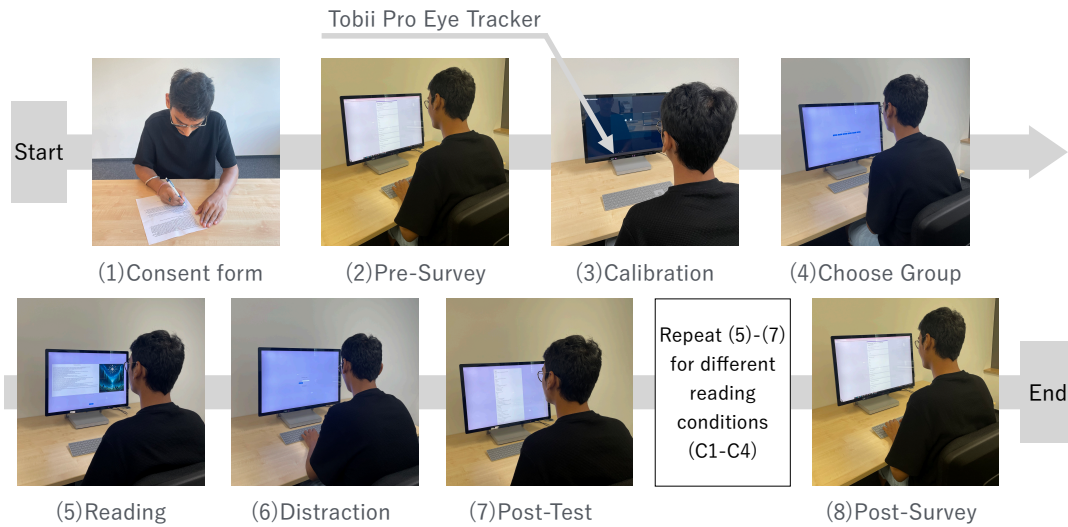 Tobii Pro Eye Tracker
Start
(1)Consent form
(2)Pre-Survey
(3)Calibration
(4)Choose Group
Repeat (5)-(7)
for different
reading
conditions
(C1-C4)
End
(5)Reading
(6)Distraction
(7)Post-Test
(8)Post-Survey